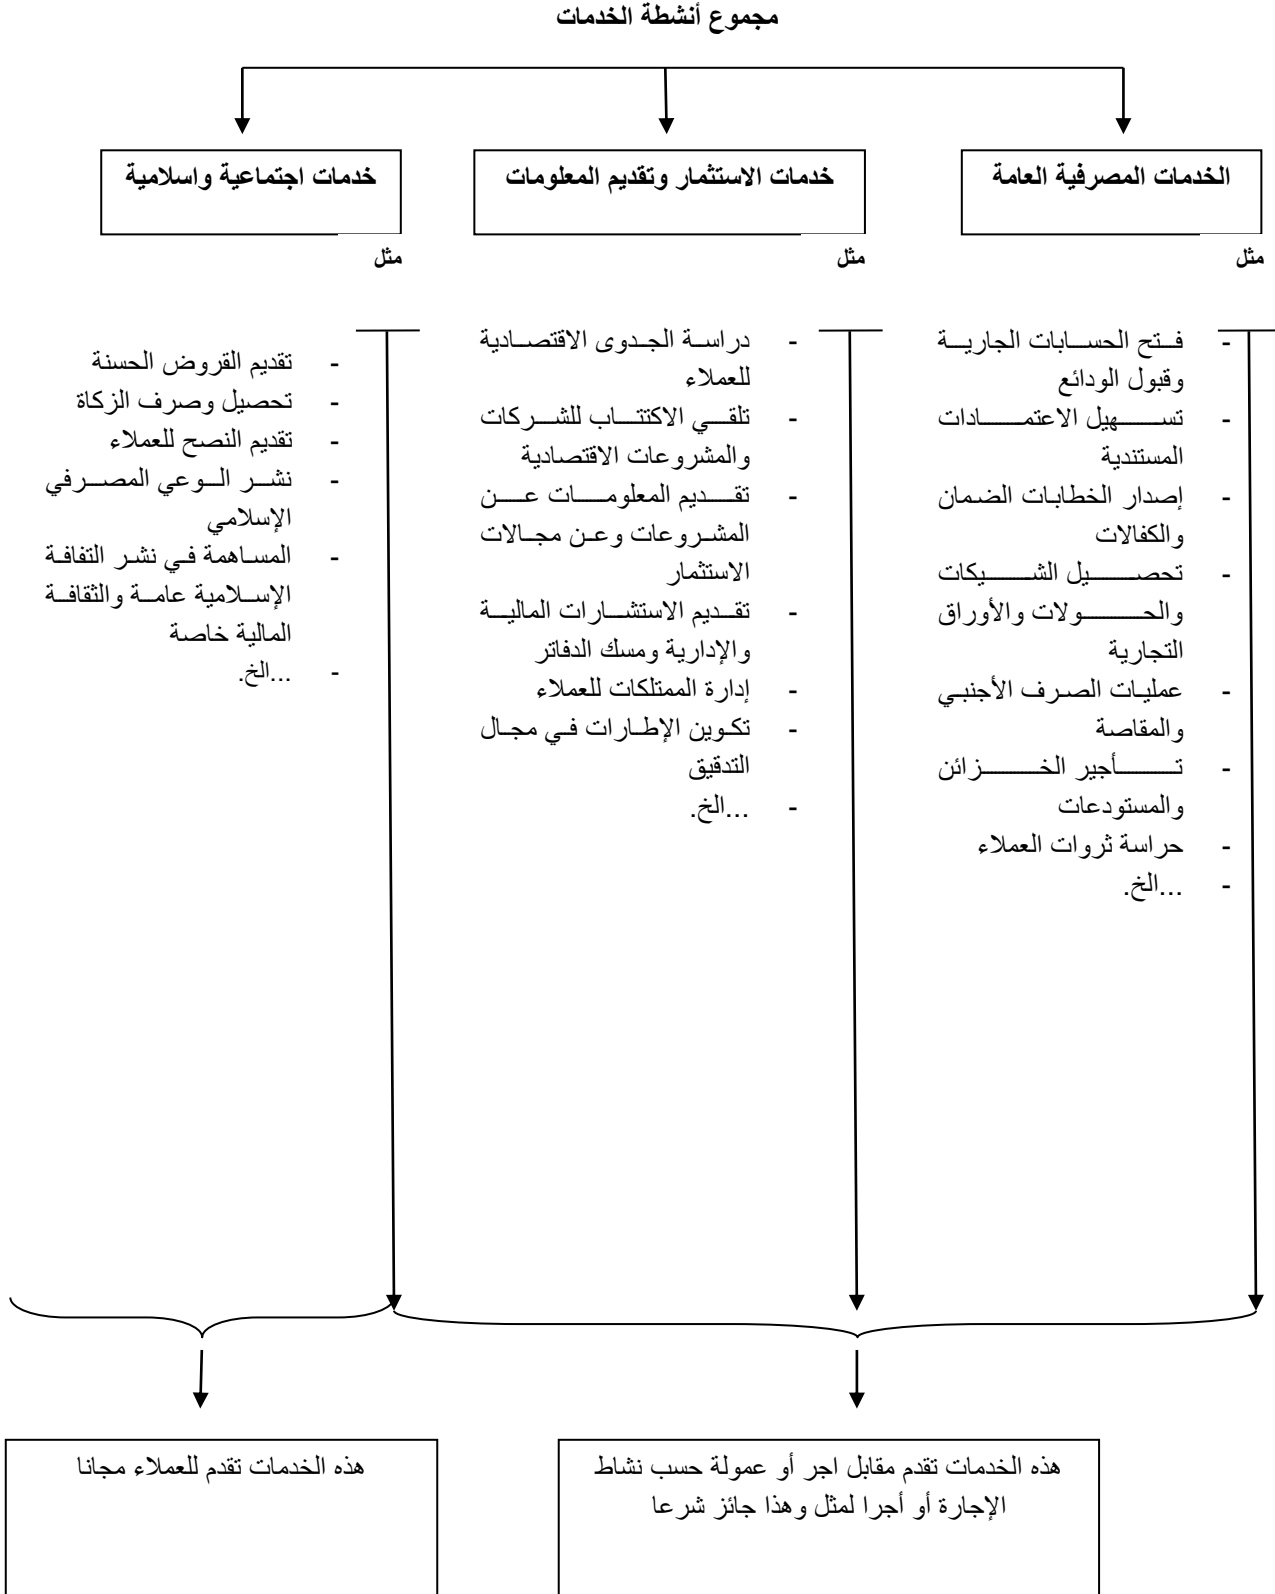 مجموع أنشطة الخدمات
الخدمات المصرفية العامة
خدمات الاستثمار وتقديم المعلومات
خدمات اجتماعية واسلامية
مثل
مثل
مثل
- فتح الحسابات الجارية
وقبول الودائع
- تسهيل الاعتمادات
المستندية
- إصدار الخطابات الضمان
والكفالات
- تحصيل الشيكات
والحولات والأوراق
التجارية
- عمليات الصرف الأجنبي
والمقاصة
- تأجير الخزائن
والمستودعات
- حراسة ثروات العملاء
- ...الخ.
- دراسة الجدوى الاقتصادية
للعملاء
- تلقي الاكتتاب للشركات
والمشروعات الاقتصادية
- تقديم المعلومات عن
المشروعات وعن مجالات
الاستثمار
- تقديم الاستشارات المالية
والإدارية ومسك الدفاتر
- إدارة الممتلكات للعملاء
- تكوين الإطارات في مجال
التدقيق
- ...الخ.
- تقديم القروض الحسنة
- تحصيل وصرف الزكاة
- تقديم النصح للعملاء
- نشر الوعي المصرفي
الإسلامي
- المساهمة في نشر التفافة
الإسلامية عامة والثقافة
المالية خاصة
- ...الخ.
هذه الخدمات تقدم مقابل اجر أو عمولة حسب نشاط
الإجارة أو أجرا لمثل وهذا جائز شرعا
هذه الخدمات تقدم للعملاء مجانا